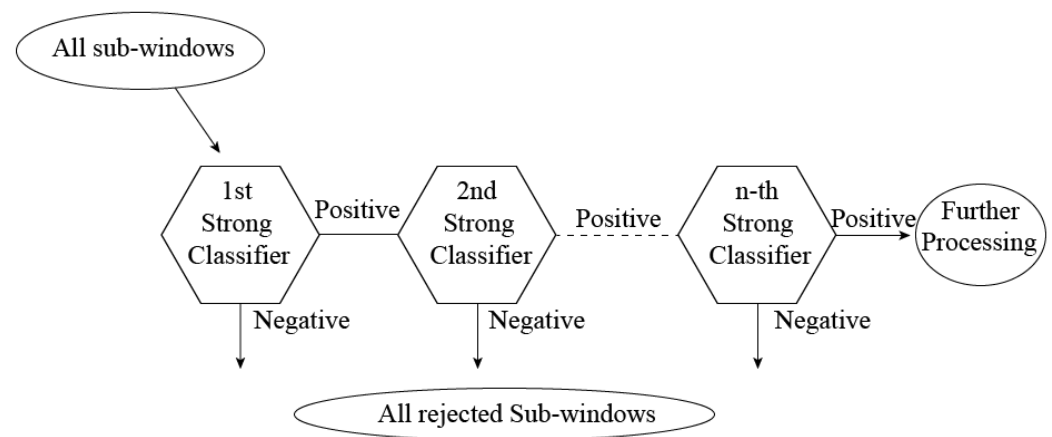 All sub-windows
1st
Strong
Classifier
Positive
2nd
Strong
Classifier
Positive
n-th
Strong
Classifier
Positive
Further
Processing
Negative
Negative
Negative
All rejected Sub-windows